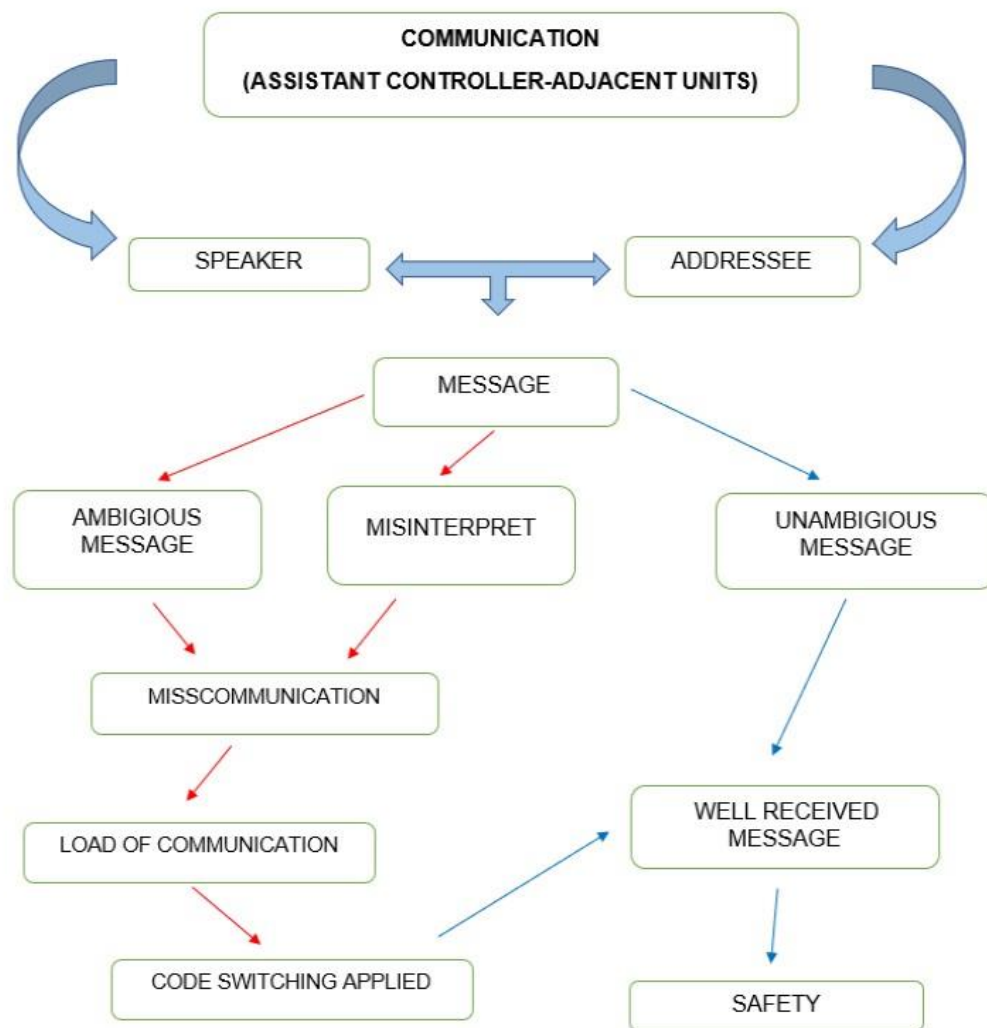 COMMUNICATION
(ASSISTANT CONTROLLER-ADJACENT UNITS)
SPEAKER
ADDRESSEE
MESSAGE
AMBIGIOUS
MESSAGE
MISINTERPRET
UNAMBIGIOUS
MESSAGE
MISSCOMMUNICATION
LOAD OF COMMUNICATION
WELL RECEIVED
MESSAGE
CODE SWITCHING APPLIED
SAFETY